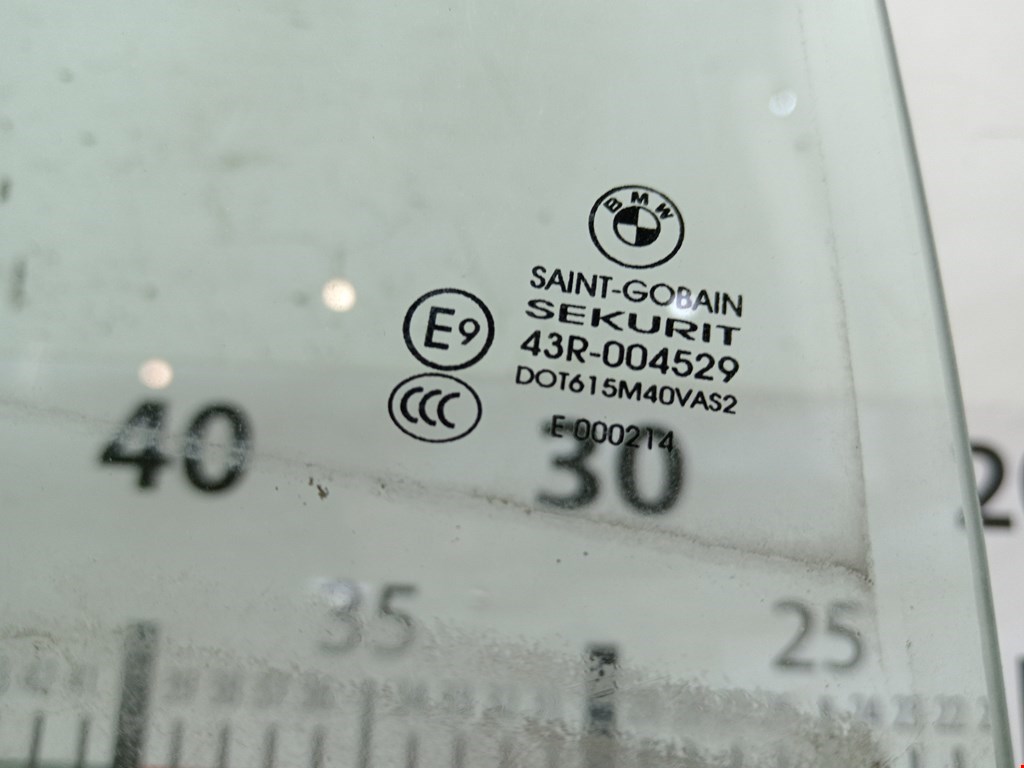 BMW
SAINT-GOBAIN
SEKURIT
E9
43R-004529
DOT615M40VAS2
CCC
E 000214
40
30
35
25